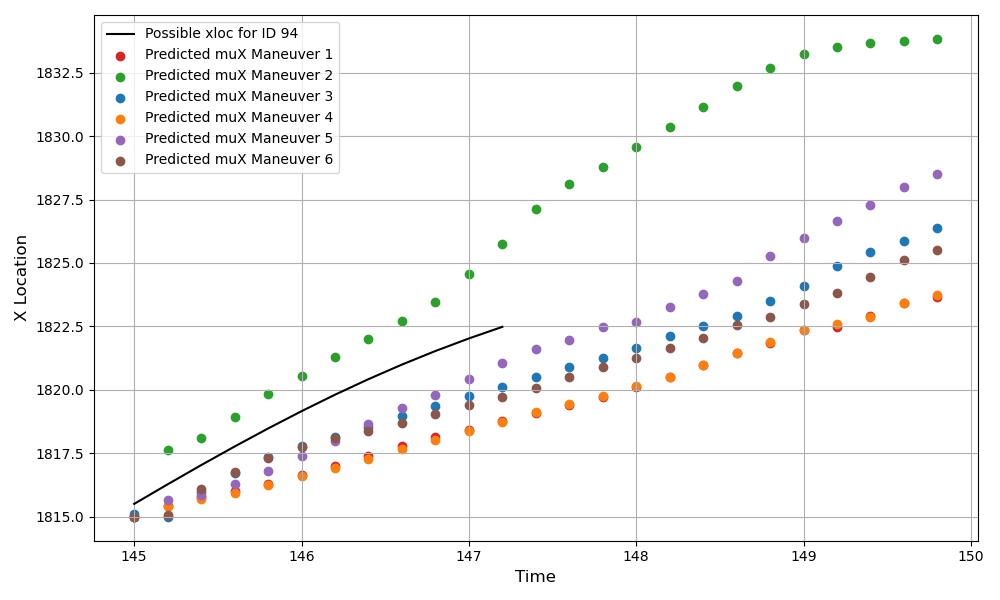 Possible xloc for ID 94
Predicted muX Maneuver 1
Predicted muX Maneuver 2
Predicted muX Maneuver 3
Predicted muX Maneuver 4
Predicted muX Maneuver 5
Predicted muX Maneuver 6
1832.5
1830.0
1827.5
1825.0
1822.5
1820.0
1817.5
1815.0
X Location
145 146 147 148 149 150
Time